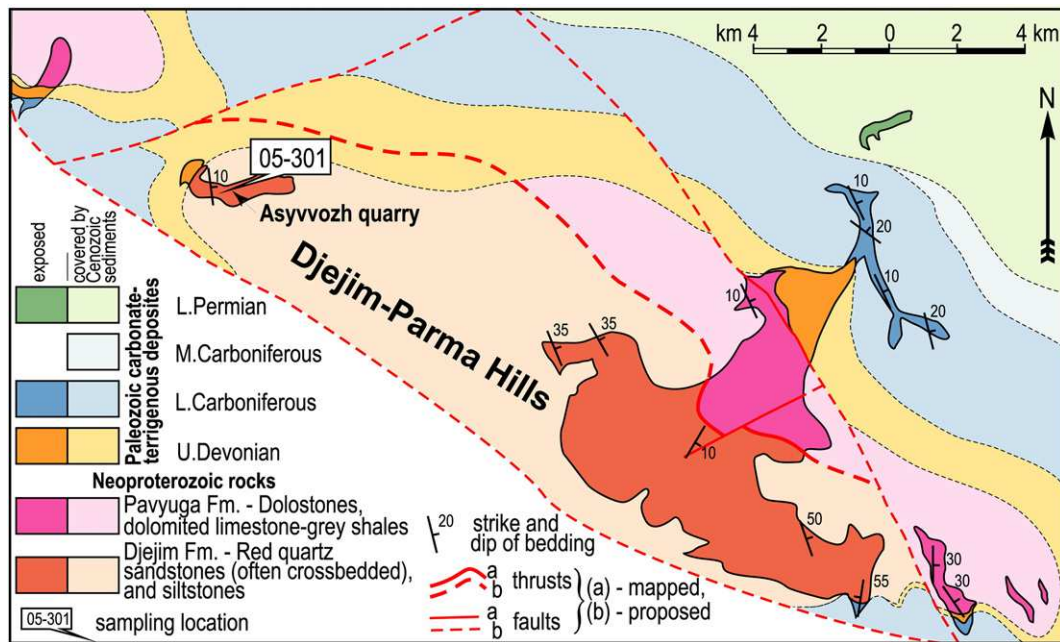 km 4 2 0 2 4 km
N
10
05-301
Asyvvozh quarry
Djejim-Parma Hills
10
20
10
20
10
35
35
10
50
55
30
30
exposed
covered by
Cenozoic
sediments
Paleozoic carbonate-
terrigenous deposites
L.Permian
M.Carboniferous
L.Carboniferous
U.Devonian
Neoproterozoic rocks
Pavyuga Fm. - Dolostones,
dolomited limestone-grey shales
Djejim Fm. - Red quartz
sandstones (often crossbedded),
and siltstones
05-301 sampling location
20 strike and
dip of bedding
a
b thrusts
a
b faults
(a) - mapped,
(b) - proposed